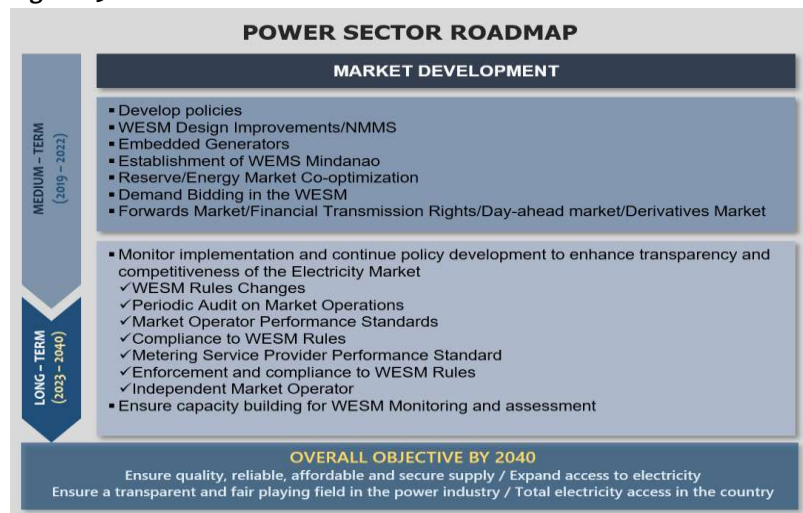 POWER SECTOR ROADMAP
MARKET DEVELOPMENT
MEDIUM – TERM
(2019 – 2022)
▪ Develop policies
▪ WESM Design Improvements/NMMS
▪ Embedded Generators
▪ Establishment of WEMS Mindanao
▪ Reserve/Energy Market Co-optimization
▪ Demand Bidding in the WESM
▪ Forwards Market/Financial Transmission Rights/Day-ahead market/Derivatives Market
LONG – TERM
(2023 – 2040)
▪ Monitor implementation and continue policy development to enhance transparency and
competitiveness of the Electricity Market
✓WESM Rules Changes
✓Periodic Audit on Market Operations
✓Market Operator Performance Standards
✓Compliance to WESM Rules
✓Metering Service Provider Performance Standard
✓Enforcement and compliance to WESM Rules
✓Independent Market Operator
▪ Ensure capacity building for WESM Monitoring and assessment
OVERALL OBJECTIVE BY 2040
Ensure quality, reliable, affordable and secure supply / Expand access to electricity
Ensure a transparent and fair playing field in the power industry / Total electricity access in the country